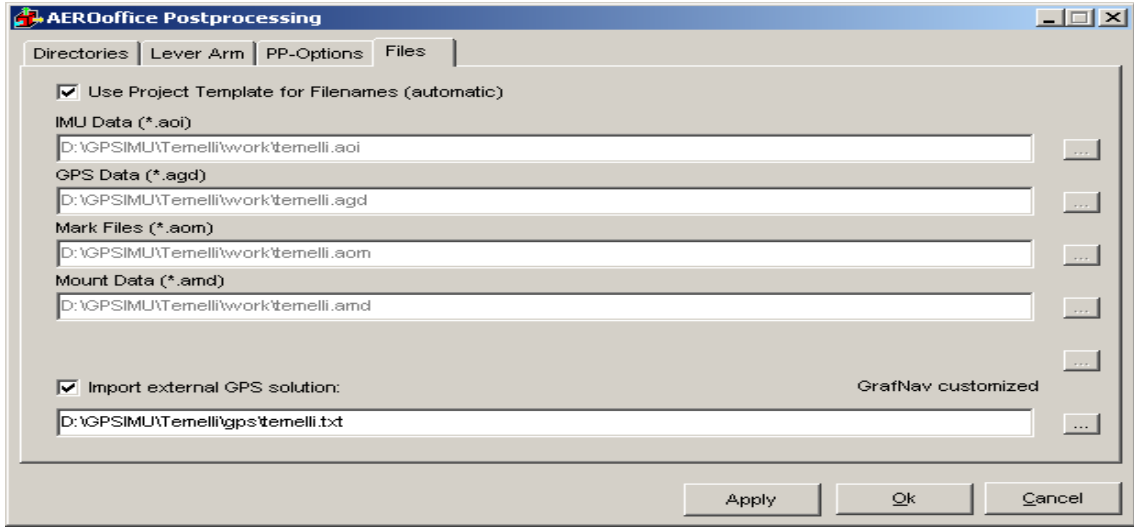 AEROoffice Postprocessing
Directories Lever Arm PP-Options Files
Use Project Template for Filenames (automatic)
IMU Data (*.aoi)
D:\GPSIMU\Temelli\work\temelli.aoi
...
GPS Data (*.agd)
D:\GPSIMU\Temelli\work\temelli.agd
...
Mark Files (*.aom)
D:\GPSIMU\Temelli\work\temelli.aom
...
Mount Data (*.amd)
D:\GPSIMU\Temelli\work\temelli.amd
...
...
Import external GPS solution: GrafNav customized
D:\GPSIMU\Temelli\gps\temelli.txt
...
Apply Ok Cancel